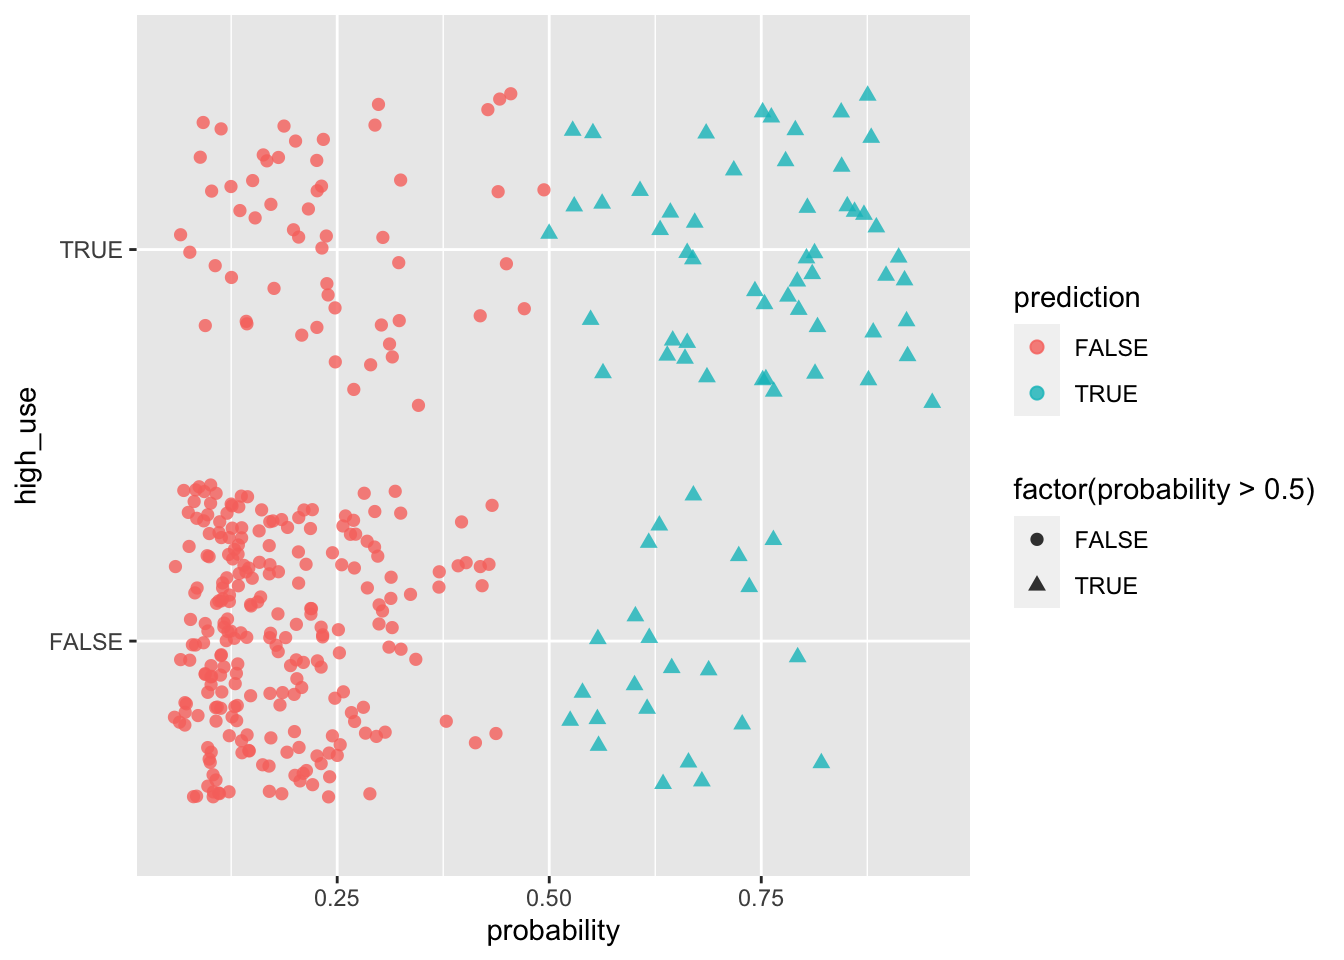 high_use
TRUE
FALSE
0.25 0.50 0.75
probability
prediction
FALSE
TRUE
factor(probability > 0.5)
FALSE
TRUE